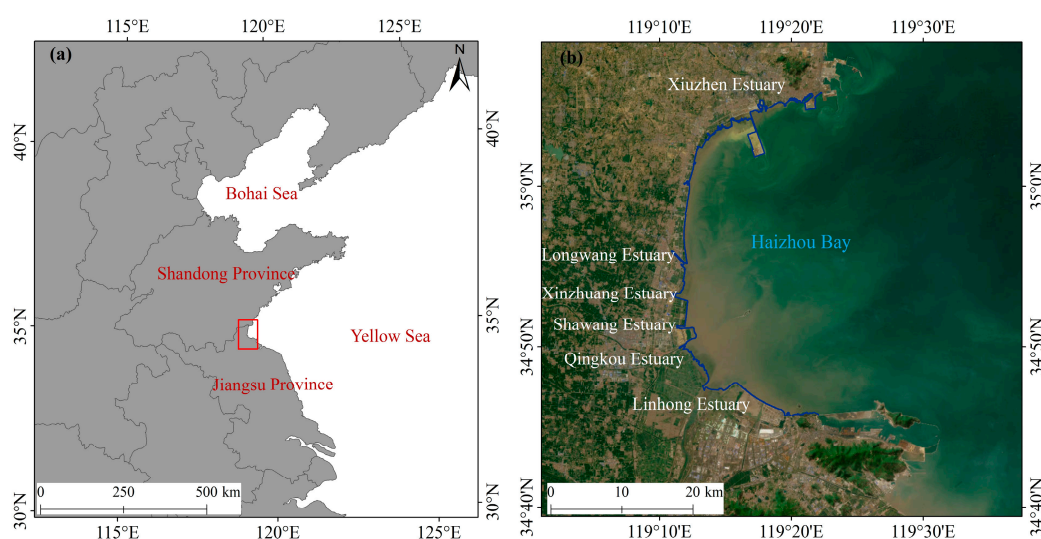 115°E
120°E
125°E
(a)
N
40°N
40°N
Bohai Sea
Shandong Province
35°N
35°N
Yellow Sea
Jiangsu Province
0
250
500 km
30°N
30°N
115°E
120°E
125°E
119°10'E
119°20'E
119°30'E
(b)
Xiuzhen Estuary
35°0'N
35°0'N
Haizhou Bay
Longwang Estuary
Xinzhuang Estuary
Shawang Estuary
34°50'N
34°50'N
Qingkou Estuary
Linhong Estuary
0
10
20 km
34°40'N
34°40'N
119°10'E
119°20'E
119°30'E